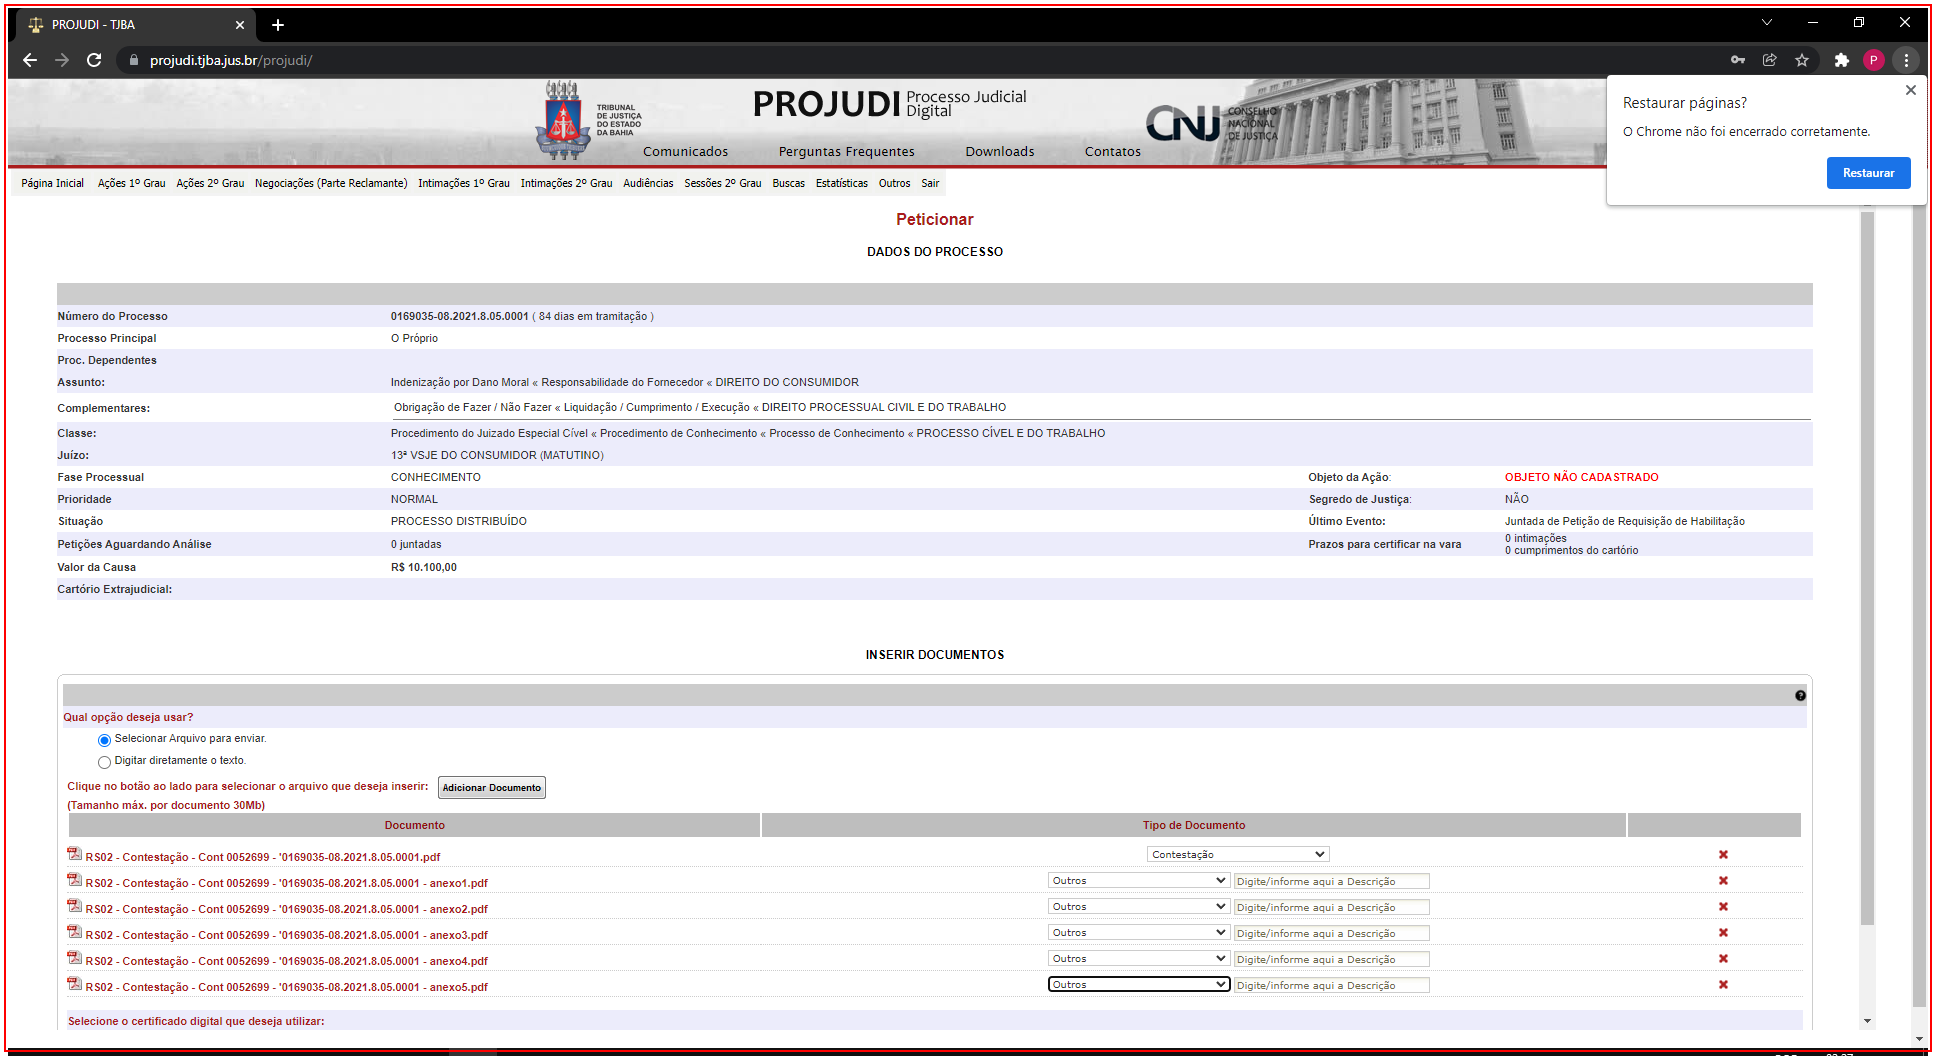 PROJUDI - TJBA
projudi.tjba.jus.br/projudi/
P
Restaurar páginas?
O Chrome não foi encerrado corretamente.
Restaurar
TRIBUNAL
DE JUSTIÇA
DO ESTADO
DA BAHIA
PROJUDI Processo Judicial
Digital
CNJ CONSELHO
NACIONAL
DE JUSTIÇA
Comunicados Perguntas Frequentes Downloads Contatos
Página Inicial Ações 1º Grau Ações 2º Grau Negociações (Parte Reclamante) Intimações 1º Grau Intimações 2º Grau Audiências Sessões 2º Grau Buscas Estatísticas Outros Sair
Peticionar
DADOS DO PROCESSO
Número do Processo 0169035-08.2021.8.05.0001 ( 84 dias em tramitação )
Processo Principal O Próprio
Proc. Dependentes
Assunto: Indenização por Dano Moral « Responsabilidade do Fornecedor « DIREITO DO CONSUMIDOR
Complementares: Obrigação de Fazer / Não Fazer « Liquidação / Cumprimento / Execução « DIREITO PROCESSUAL CIVIL E DO TRABALHO
Classe: Procedimento do Juizado Especial Cível « Procedimento de Conhecimento « Processo de Conhecimento « PROCESSO CÍVEL E DO TRABALHO
Juízo: 13ª VSJE DO CONSUMIDOR (MATUTINO)
Fase Processual CONHECIMENTO Objeto da Ação: OBJETO NÃO CADASTRADO
Prioridade NORMAL Segredo de Justiça: NÃO
Situação PROCESSO DISTRIBUÍDO Último Evento: Juntada de Petição de Requisição de Habilitação
Petições Aguardando Análise 0 juntadas Prazos para certificar na vara 0 intimações
0 cumprimentos do cartório
Valor da Causa R$ 10.100,00
Cartório Extrajudicial:
INSERIR DOCUMENTOS
?
Qual opção deseja usar?
Selecionar Arquivo para enviar.
Digitar diretamente o texto.
Clique no botão ao lado para selecionar o arquivo que deseja inserir: Adicionar Documento
(Tamanho máx. por documento 30Mb)
Documento Tipo de Documento
RS02 - Contestação - Cont 0052699 - '0169035-08.2021.8.05.0001.pdf Contestação
RS02 - Contestação - Cont 0052699 - '0169035-08.2021.8.05.0001 - anexo1.pdf Outros Digite/informe aqui a Descrição
RS02 - Contestação - Cont 0052699 - '0169035-08.2021.8.05.0001 - anexo2.pdf Outros Digite/informe aqui a Descrição
RS02 - Contestação - Cont 0052699 - '0169035-08.2021.8.05.0001 - anexo3.pdf Outros Digite/informe aqui a Descrição
RS02 - Contestação - Cont 0052699 - '0169035-08.2021.8.05.0001 - anexo4.pdf Outros Digite/informe aqui a Descrição
RS02 - Contestação - Cont 0052699 - '0169035-08.2021.8.05.0001 - anexo5.pdf Outros Digite/informe aqui a Descrição
Selecione o certificado digital que deseja utilizar: